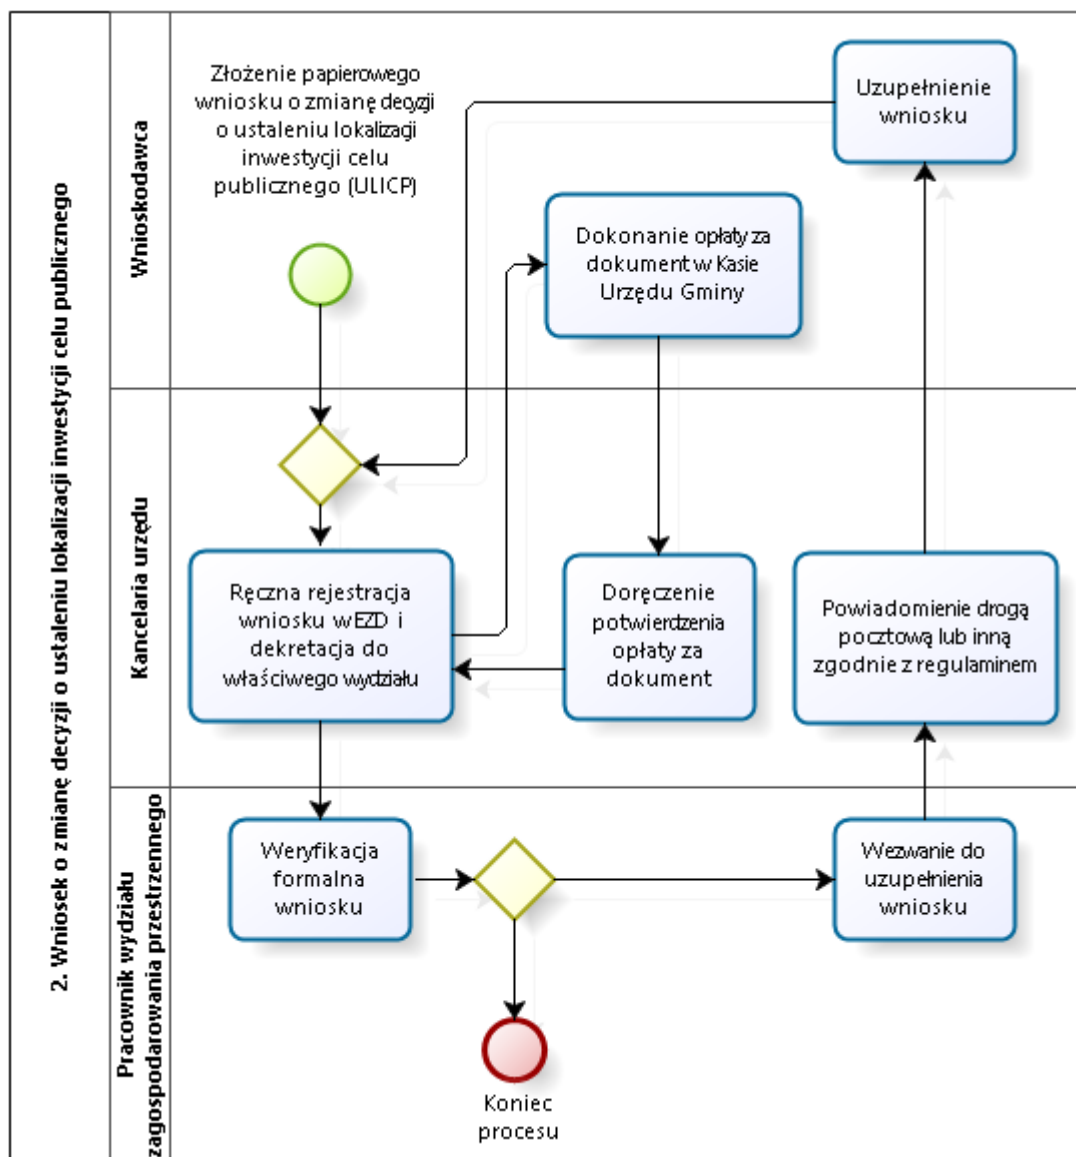 2. Wniosek o zmianę decyzji o ustaleniu lokalizacji inwestycji celu publicznego
Wnioskodawca
Złożenie papierowego
wniosku o zmianę decyzji
o ustaleniu lokalizacji
inwestycji celu
publicznego (ULICP)
Uzupełnienie
wniosku
Dokonanie opłaty za
dokument w Kasie
Urzędu Gminy
Kancelaria urzędu
Ręczna rejestracja
wniosku w EZD i
dekretacja do
właściwego wydziału
Doręczenie
potwierdzenia
opłaty za
dokument
Powiadomienie drogą
pocztową lub inną
zgodnie z regulaminem
Pracownik wydziału
zagospodarowania przestrzennego
Weryfikacja
formalna
wniosku
Wezwanie do
uzupełnienia
wniosku
Koniec
procesu